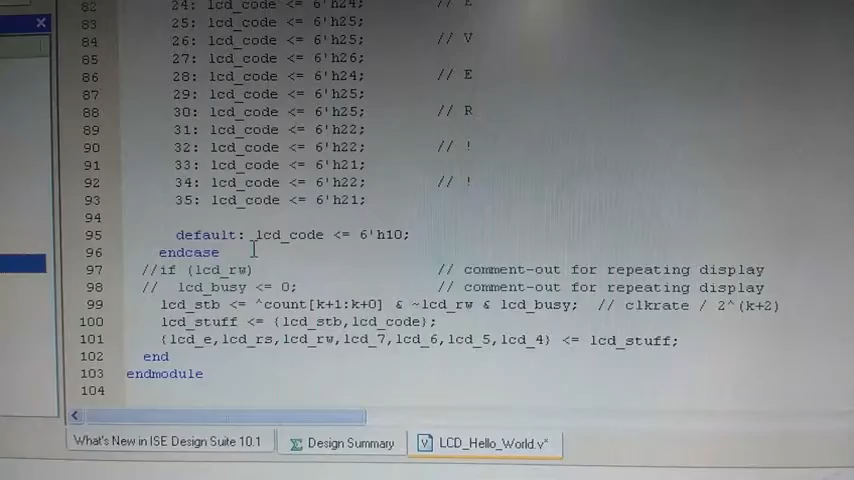 82 24: lcd_code <= 6'h24; // E
83 25: lcd_code <= 6'h25;
84 26: lcd_code <= 6'h25; // V
85 27: lcd_code <= 6'h26;
86 28: lcd_code <= 6'h24; // E
87 29: lcd_code <= 6'h25;
88 30: lcd_code <= 6'h25; // R
89 31: lcd_code <= 6'h22;
90 32: lcd_code <= 6'h22; // !
91 33: lcd_code <= 6'h21;
92 34: lcd_code <= 6'h22; // !
93 35: lcd_code <= 6'h21;
94
95 default: lcd_code <= 6'h10;
96 endcase
97 //if (lcd_rw) // comment-out for repeating display
98 // lcd_busy <= 0; // comment-out for repeating display
99 lcd_stb <= ^count[k+1:k+0] & ~lcd_rw & lcd_busy; // clkrate / 2^(k+2)
100 lcd_stuff <= {lcd_stb,lcd_code};
101 {lcd_e,lcd_rs,lcd_rw,lcd_7,lcd_6,lcd_5,lcd_4} <= lcd_stuff;
102 end
103 endmodule
104
What's New in ISE Design Suite 10.1 Design Summary LCD_Hello_World.v*